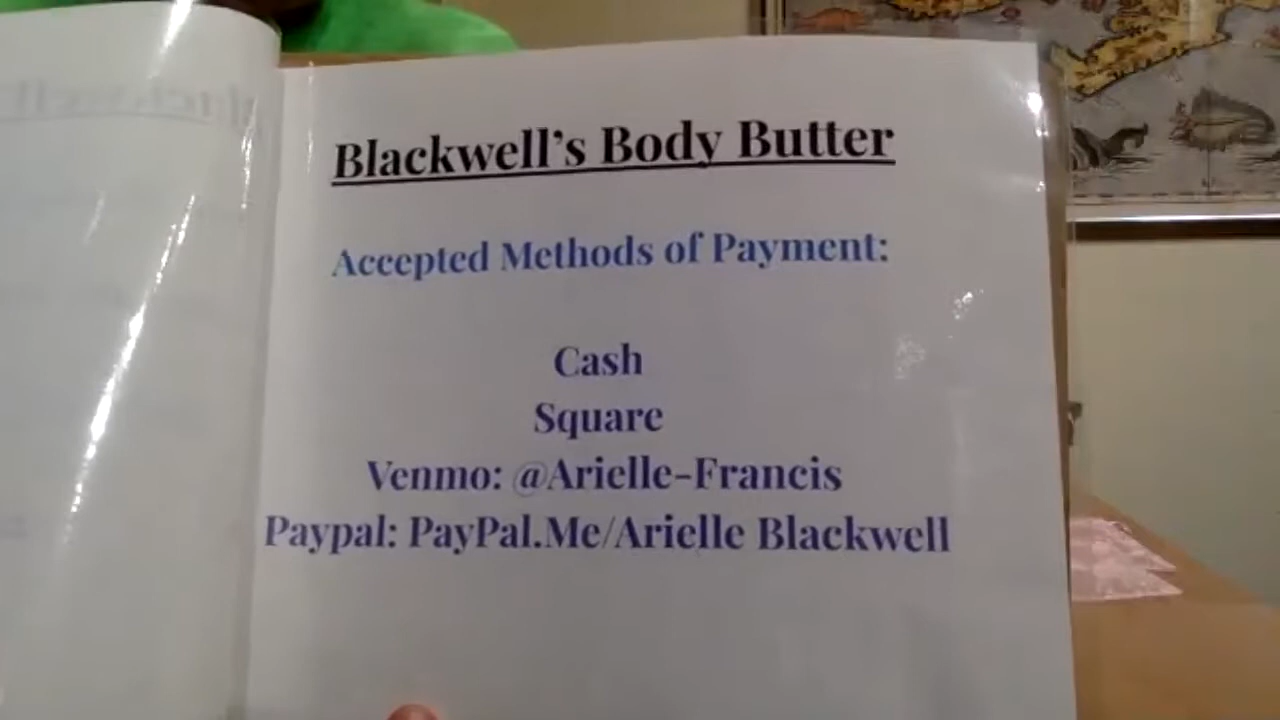 Blackwell's Body Butter
Accepted Methods of Payment:
Cash
Square
Venmo: @Arielle-Francis
Paypal: PayPal.Me/Arielle Blackwell